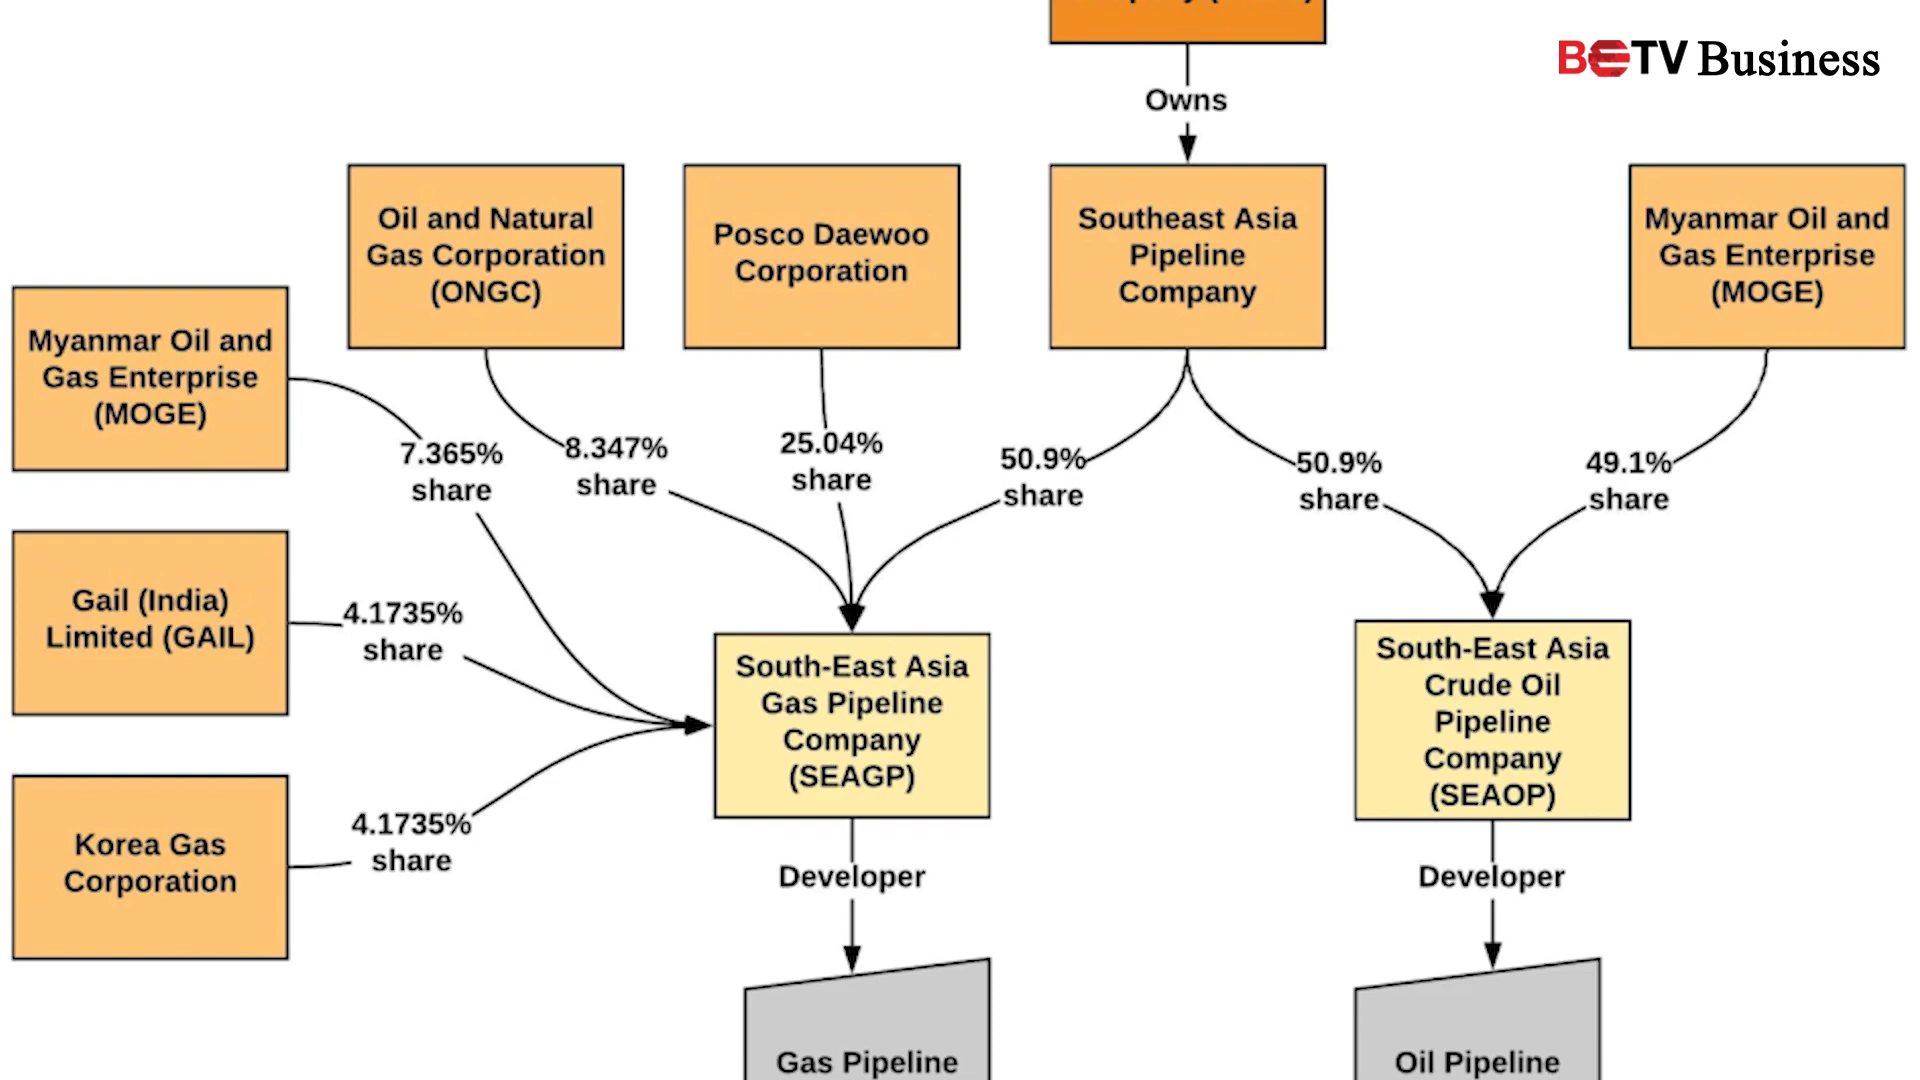 BCTV Business
Owns
Oil and Natural
Gas Corporation
(ONGC)
Posco Daewoo
Corporation
Southeast Asia
Pipeline
Company
Myanmar Oil and
Gas Enterprise
(MOGE)
Myanmar Oil and
Gas Enterprise
(MOGE)
7.365%
share
8.347%
share
25.04%
share
50.9%
share
50.9%
share
49.1%
share
Gail (India)
Limited (GAIL)
4.1735%
share
South-East Asia
Gas Pipeline
Company
(SEAGP)
South-East Asia
Crude Oil
Pipeline
Company
(SEAOP)
Korea Gas
Corporation
4.1735%
share
Developer
Developer
Gas Pipeline
Oil Pipeline